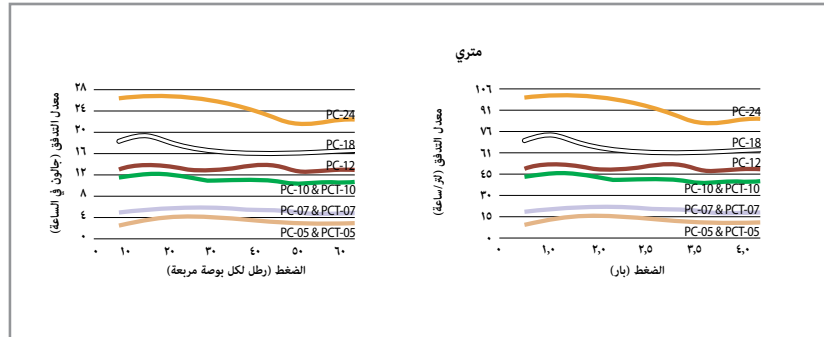 متري
معدل التدفق (جالون في الساعة)
٢٨
٢٤
٢٠
١٦
١٢
٨
٤
٠
PC-24
PC-18
PC-12
PC-10 & PCT-10
PC-07 & PCT-07
PC-05 & PCT-05
٠ ١٠ ٢٠ ٣٠ ٤٠ ٥٠ ٦٠
الضغط (رطل لكل بوصة مربعة)
معدل التدفق (لتر/ساعة)
١٠٦
٩١
٧٦
٦١
٤٥
٣٠
١٥
٠
PC-24
PC-18
PC-12
PC-10 & PCT-10
PC-07 & PCT-07
PC-05 & PCT-05
٠ ١,٠ ٢,٠ ٢,٥ ٣,٥ ٤,٠
الضغط (بار)